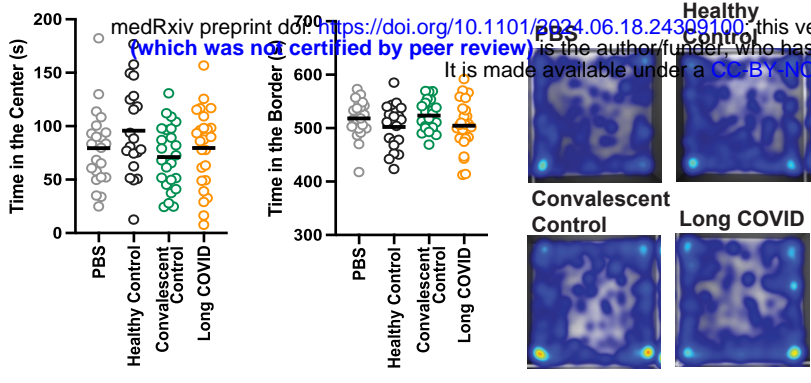 medRxiv preprint doi: https://doi.org/10.1101/2024.06.18.24309100; this ve
(which was not certified by peer review) is the author/funder, who has
It is made available under a CC-BY-NC
Time in the Center (s)
200
150
100
50
0
PBS
Healthy Control
Convalescent
Control
Long COVID
Time in the Border (s)
700
600
500
400
300
PBS
Healthy Control
Convalescent
Control
Long COVID
PBS
Healthy
Control
Convalescent
Control
Long COVID